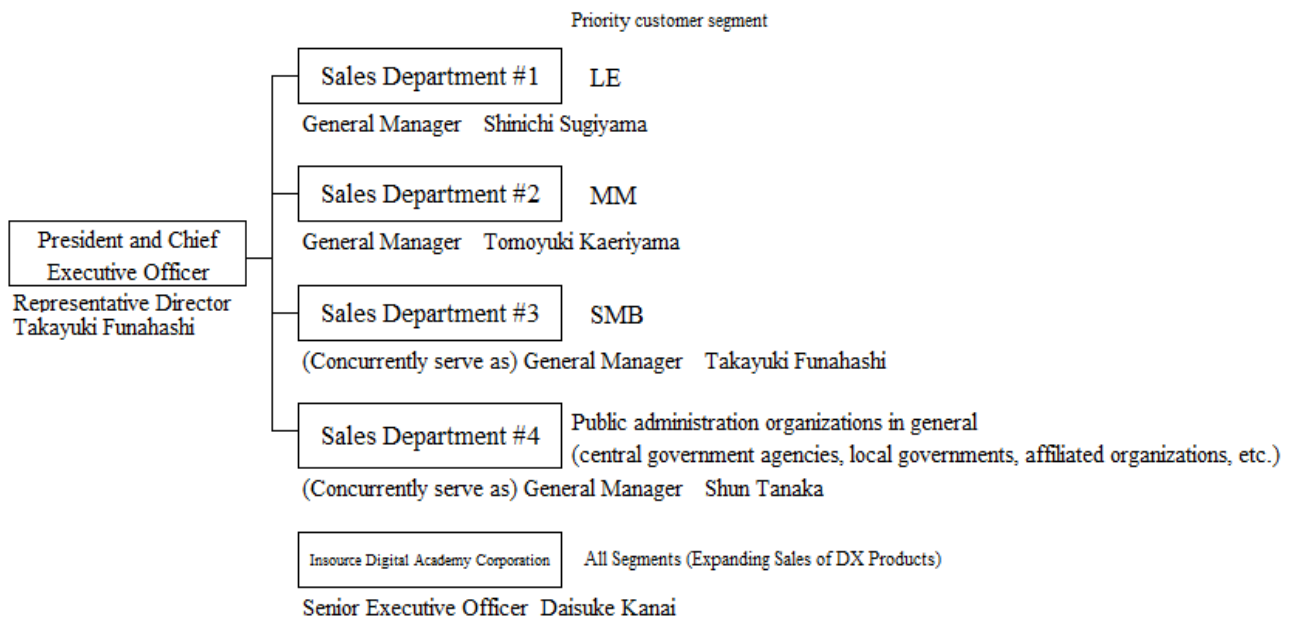 Priority customer segment
Sales Department #1 LE
General Manager Shinichi Sugiyama
Sales Department #2 MM
General Manager Tomoyuki Kaeriyama
President and Chief
Executive Officer
Representative Director
Takayuki Funahashi
Sales Department #3 SMB
(Concurrently serve as) General Manager Takayuki Funahashi
Sales Department #4
Public administration organizations in general
(central government agencies, local governments, affiliated organizations, etc.)
(Concurrently serve as) General Manager Shun Tanaka
Insource Digital Academy Corporation All Segments (Expanding Sales of DX Products)
Senior Executive Officer Daisuke Kanai